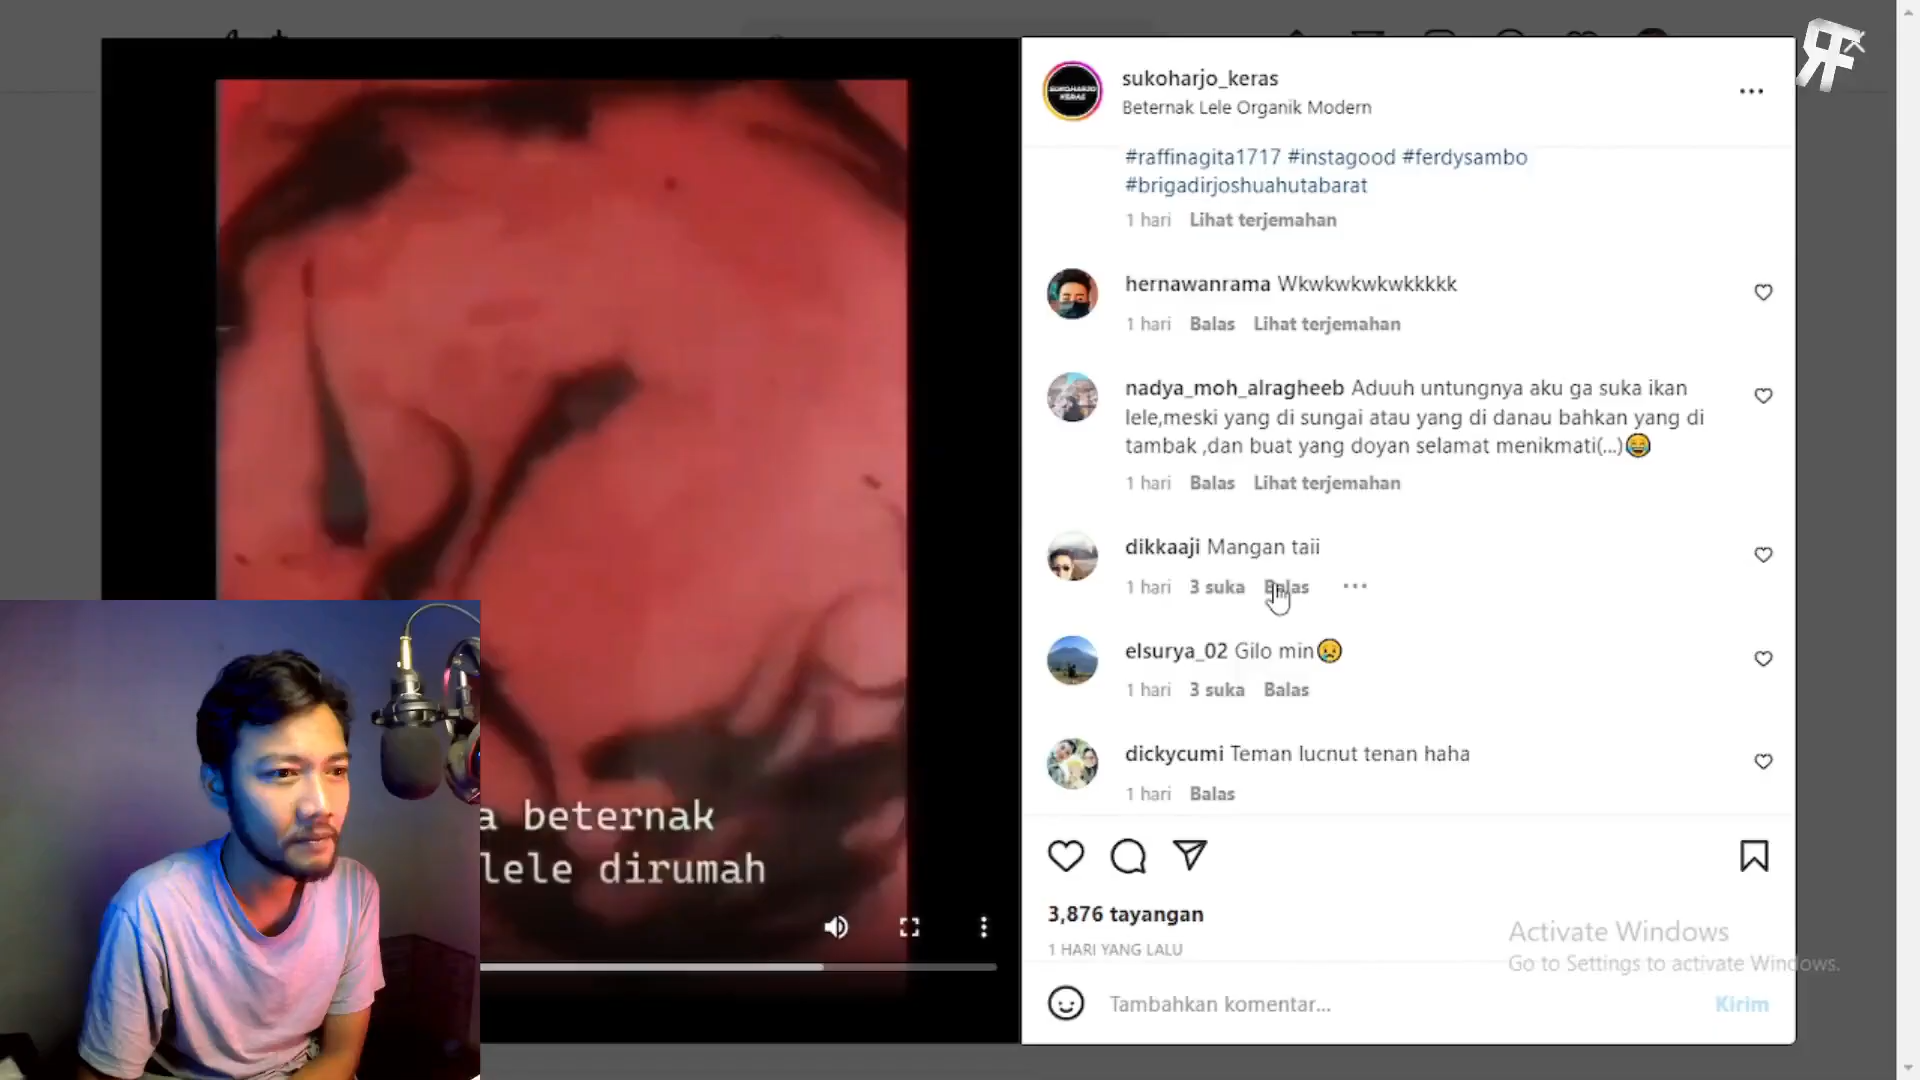 sukoharjo_keras
Beternak Lele Organik Modern
SUKOHARJO
KERAS
#raffinagita1717 #instagood #ferdysambo
#brigadirjoshuahutabarat
1 hari Lihat terjemahan
hernawanrama Wkwkwkwkwkkkkk
1 hari Balas Lihat terjemahan
nadya_moh_alragheeb Aduuh untungnya aku ga suka ikan
lele,meski yang di sungai atau yang di danau bahkan yang di
tambak ,dan buat yang doyan selamat menikmati(...)😂
1 hari Balas Lihat terjemahan
dikkaaji Mangan taii
1 hari 3 suka Balas ...
elsurya_02 Gilo min😢
1 hari 3 suka Balas
dickycumi Teman lucnut tenan haha
1 hari Balas
a beternak
lele dirumah
3,876 tayangan
1 HARI YANG LALU
Activate Windows
Go to Settings to activate Windows.
Tambahkan komentar...
Kirim